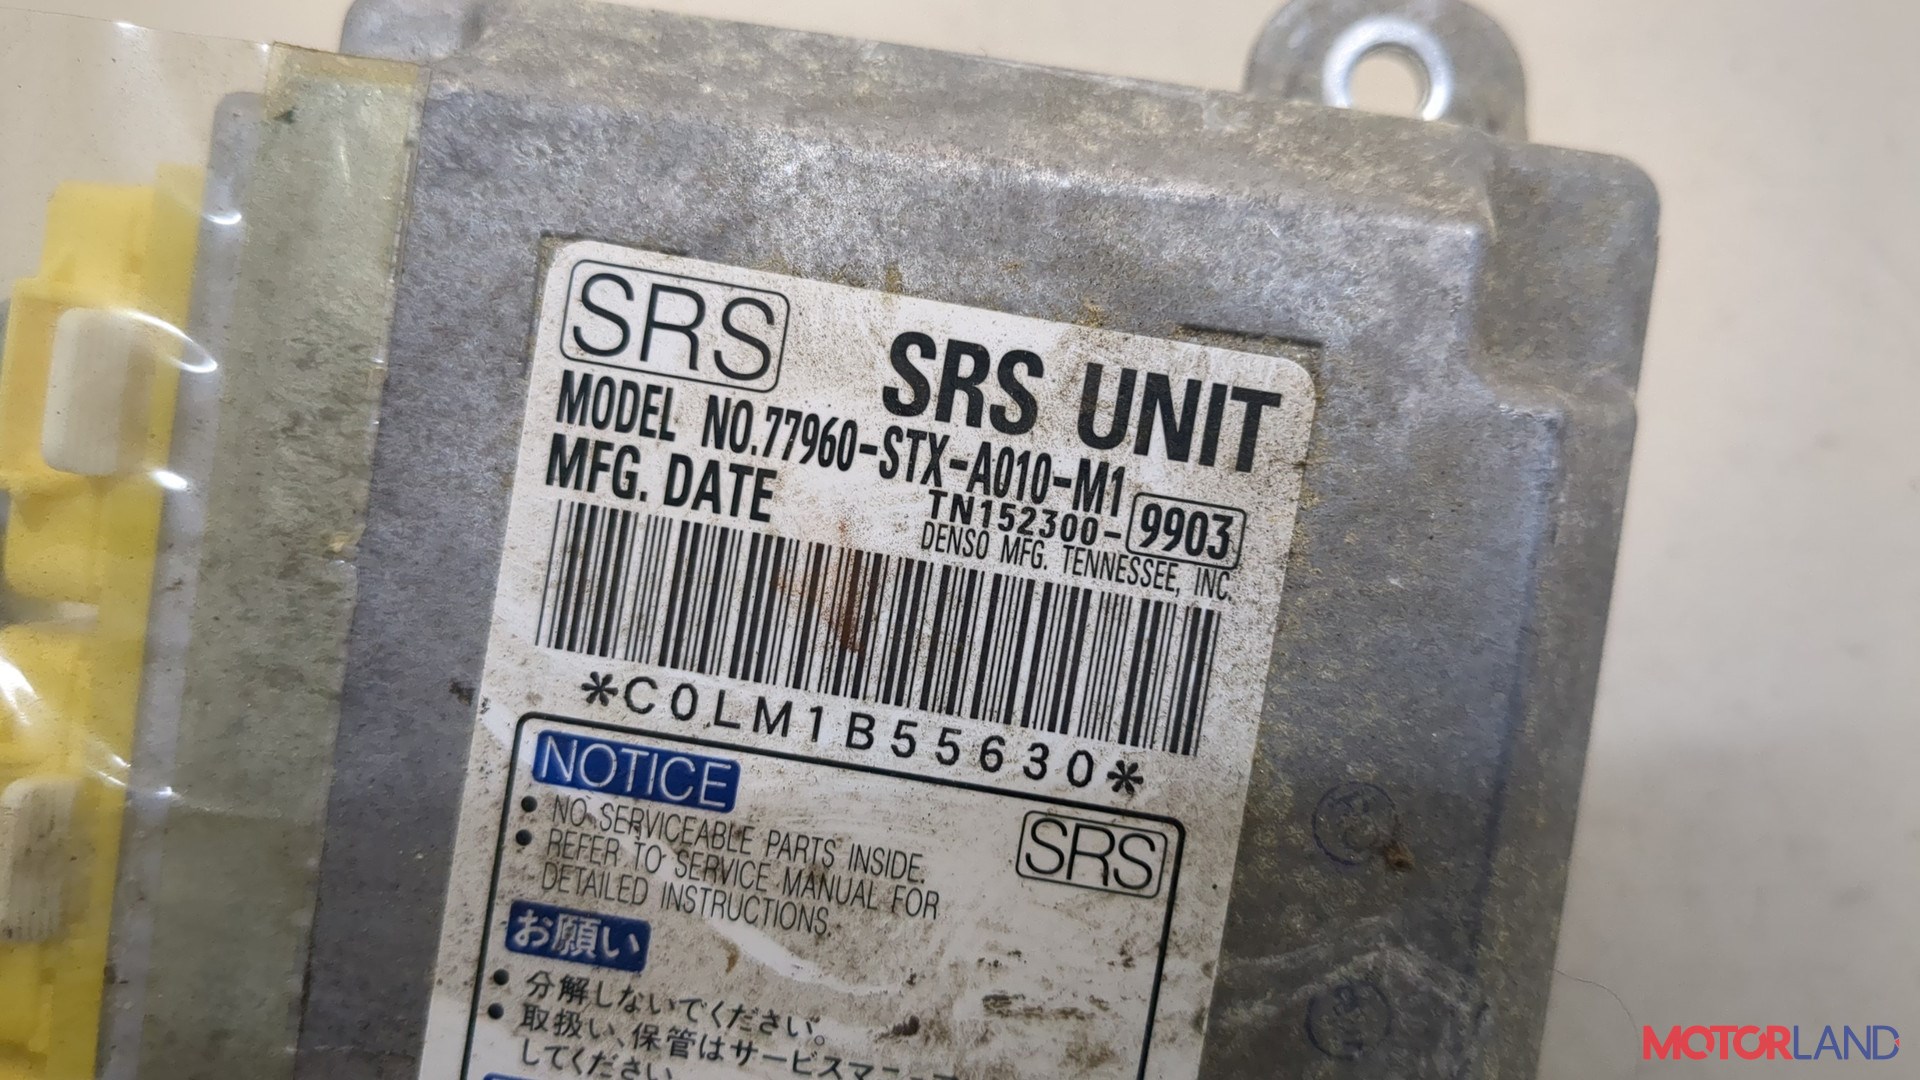 SRS
SRS UNIT
MODEL NO.77960-STX-A010-M1
MFG. DATE
TN152300-9903
DENSO MFG. TENNESSEE, INC.
*C0LM1B55630*
NOTICE
SRS
• NO SERVICEABLE PARTS INSIDE.
• REFER TO SERVICE MANUAL FOR
DETAILED INSTRUCTIONS.
お願い
• 分解しないでください。
• 取扱い、保管はサービスマニュア
してください
MOTORLAND